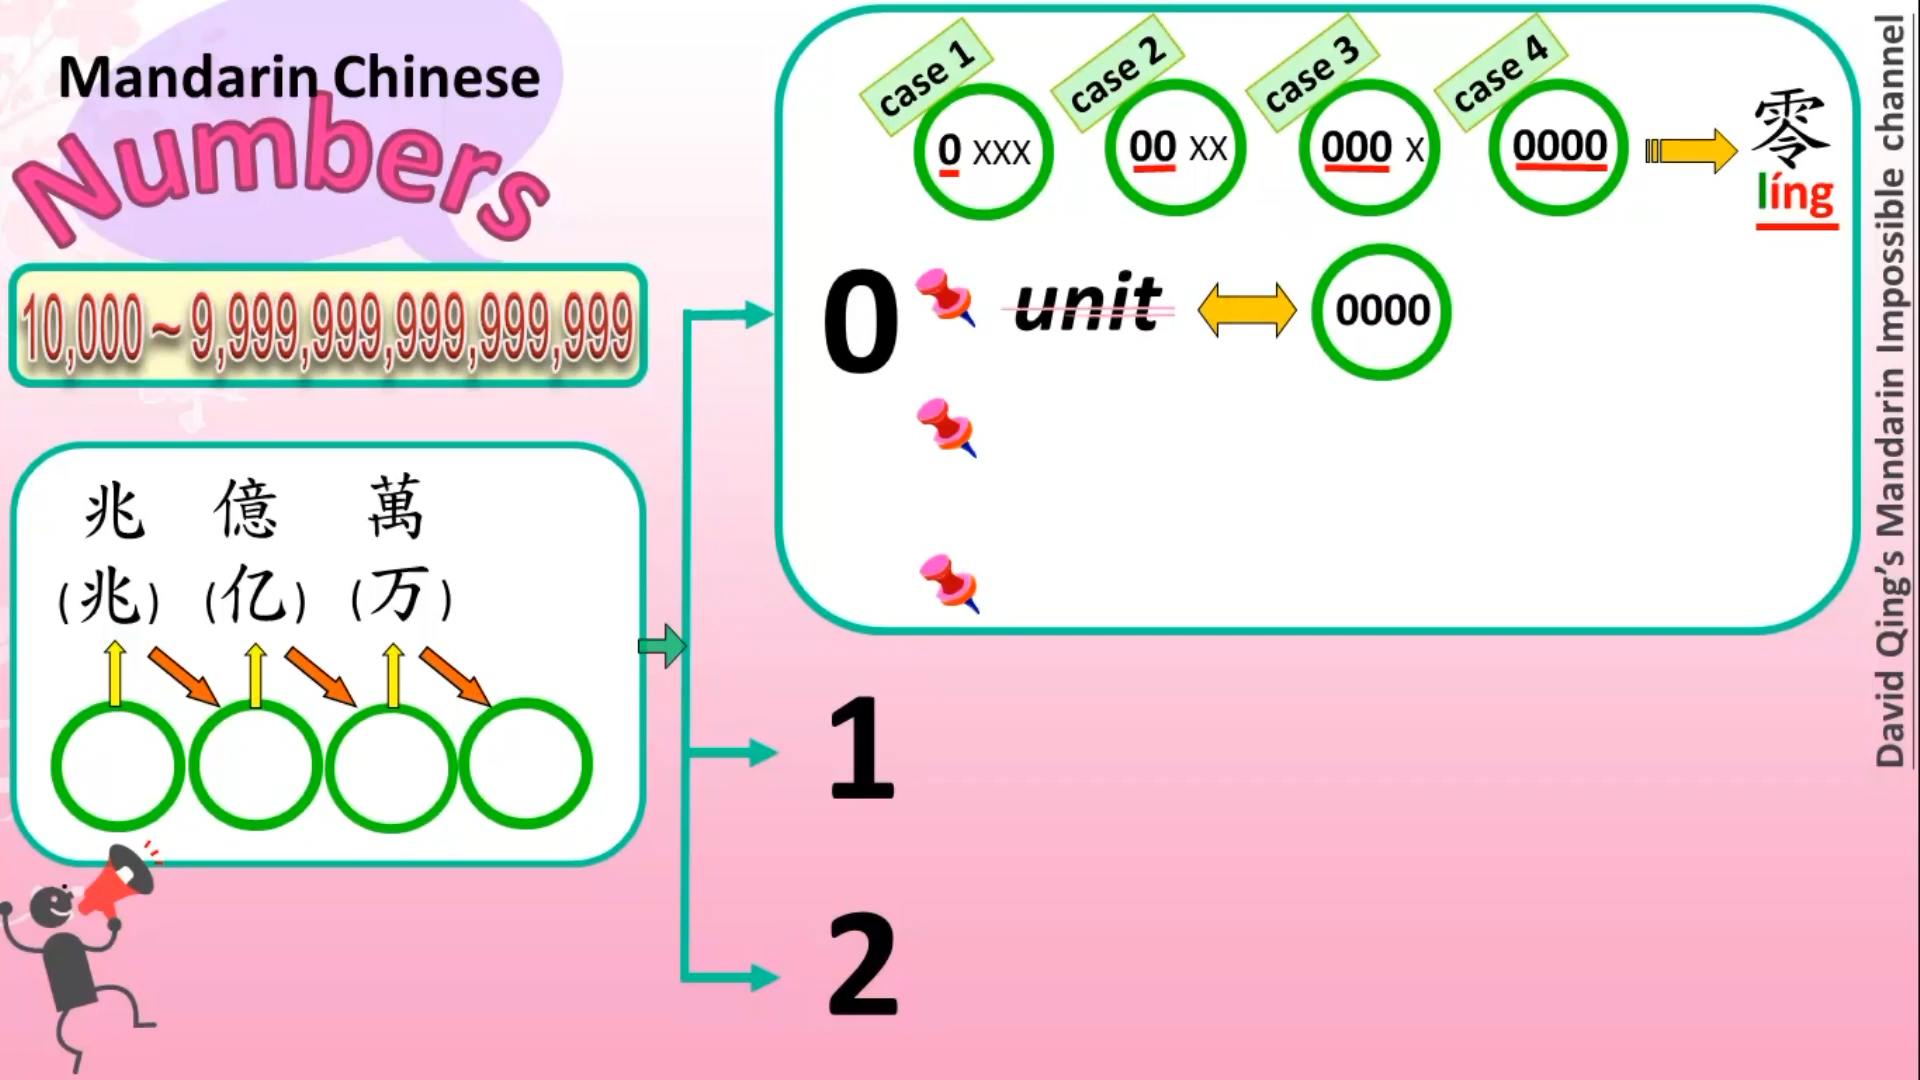 Mandarin Chinese
Numbers
10,000 ~ 9,999,999,999,999,999
兆 億 萬
(兆) (亿) (万)
case 1 case 2 case 3 case 4
0 xxx 00 xx 000 x 0000 零
líng
0 unit 0000
1
2
David Qing's Mandarin Impossible channel